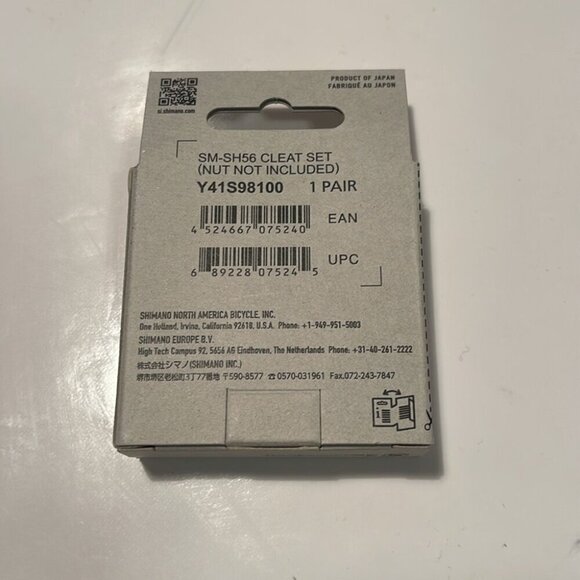 PRODUCT OF JAPAN
FABRIQUÉ AU JAPON
si.shimano.com
SM-SH56 CLEAT SET
(NUT NOT INCLUDED)
Y41S98100 1 PAIR
4 524667 075240 EAN
6 89228 07524 5 UPC
SHIMANO NORTH AMERICA BICYCLE, INC.
One Holland, Irvine, California 92618, U.S.A. Phone: +1-949-951-5003
SHIMANO EUROPE B.V.
High Tech Campus 92, 5656 AG Eindhoven, The Netherlands Phone: +31-40-261-2222
株式会社シマノ(SHIMANO INC.)
堺市堺区老松町3丁77番地 〒590-8577 ☎0570-031961 Fax.072-243-7847